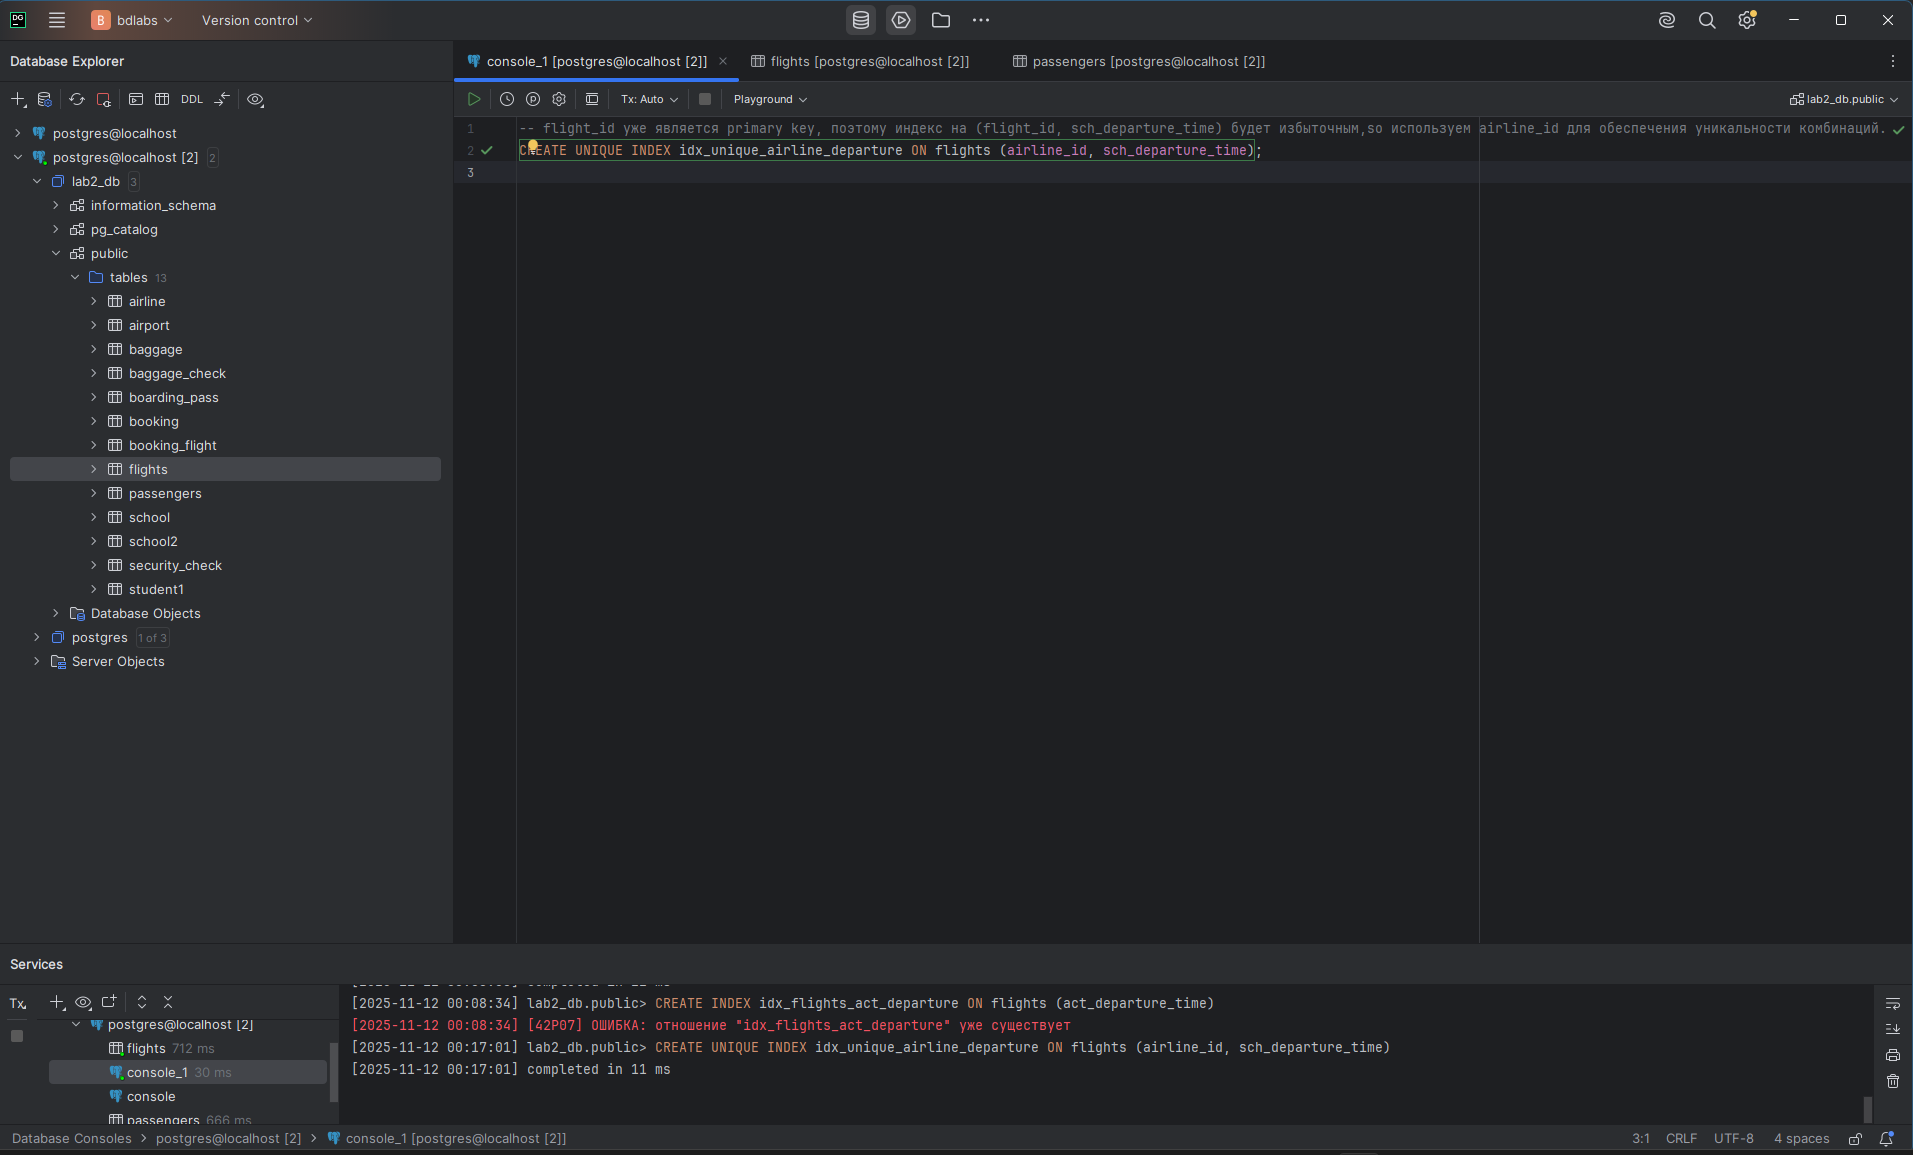 B bdlabs Version control
Database Explorer
console_1 [postgres@localhost [2]] flights [postgres@localhost [2]] passengers [postgres@localhost [2]]
DDL
Tx: Auto Playground lab2_db.public
postgres@localhost
postgres@localhost [2] 2
lab2_db 3
information_schema
pg_catalog
public
tables 13
airline
airport
baggage
baggage_check
boarding_pass
booking
booking_flight
flights
passengers
school
school2
security_check
student1
Database Objects
postgres 1 of 3
Server Objects
1 -- flight_id уже является primary key, поэтому индекс на (flight_id, sch_departure_time) будет избыточным,so используем airline_id для обеспечения уникальности комбинаций.
2 CREATE UNIQUE INDEX idx_unique_airline_departure ON flights (airline_id, sch_departure_time);
3
Services
Tx
postgres@localhost [2]
flights 712 ms
console_1 30 ms
console
passengers 666 ms
[2025-11-12 00:08:34] lab2_db.public> CREATE INDEX idx_flights_act_departure ON flights (act_departure_time)
[2025-11-12 00:08:34] [42P07] ОШИБКА: отношение "idx_flights_act_departure" уже существует
[2025-11-12 00:17:01] lab2_db.public> CREATE UNIQUE INDEX idx_unique_airline_departure ON flights (airline_id, sch_departure_time)
[2025-11-12 00:17:01] completed in 11 ms
Database Consoles > postgres@localhost [2] > console_1 [postgres@localhost [2]]
3:1 CRLF UTF-8 4 spaces